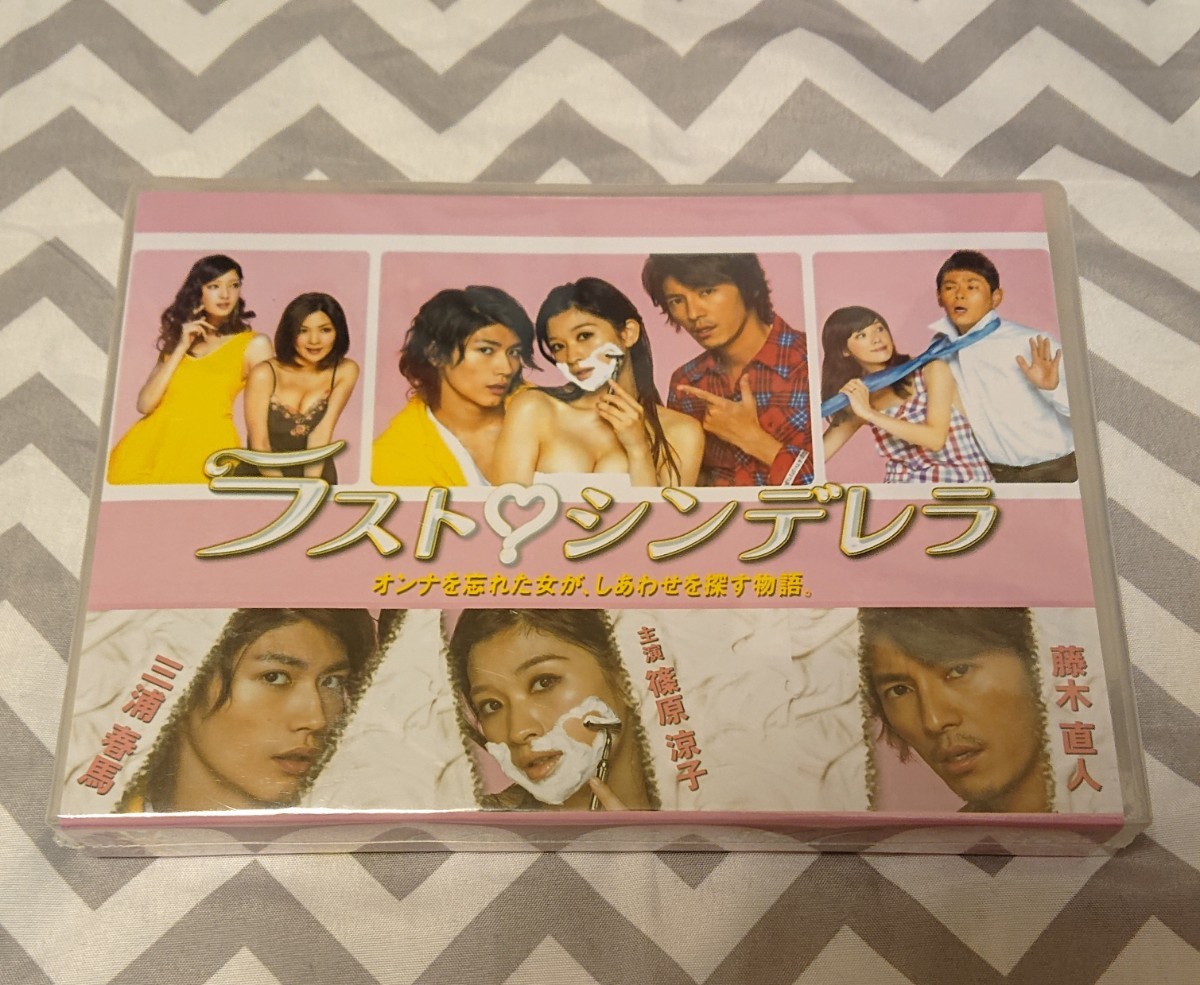 ラスト♡シンデレラ
オンナを忘れた女が、しあわせを探す物語。
三浦 春馬
主演 篠原 涼子
藤木 直人